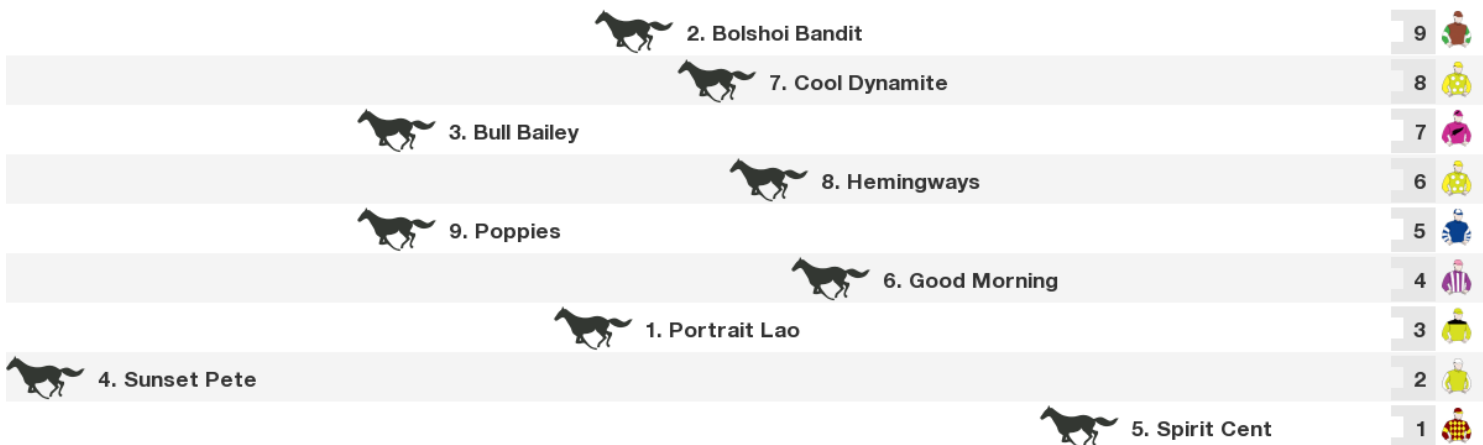 2. Bolshoi Bandit 9
7. Cool Dynamite 8
3. Bull Bailey 7
8. Hemingways 6
9. Poppies 5
6. Good Morning 4
1. Portrait Lao 3
4. Sunset Pete 2
5. Spirit Cent 1